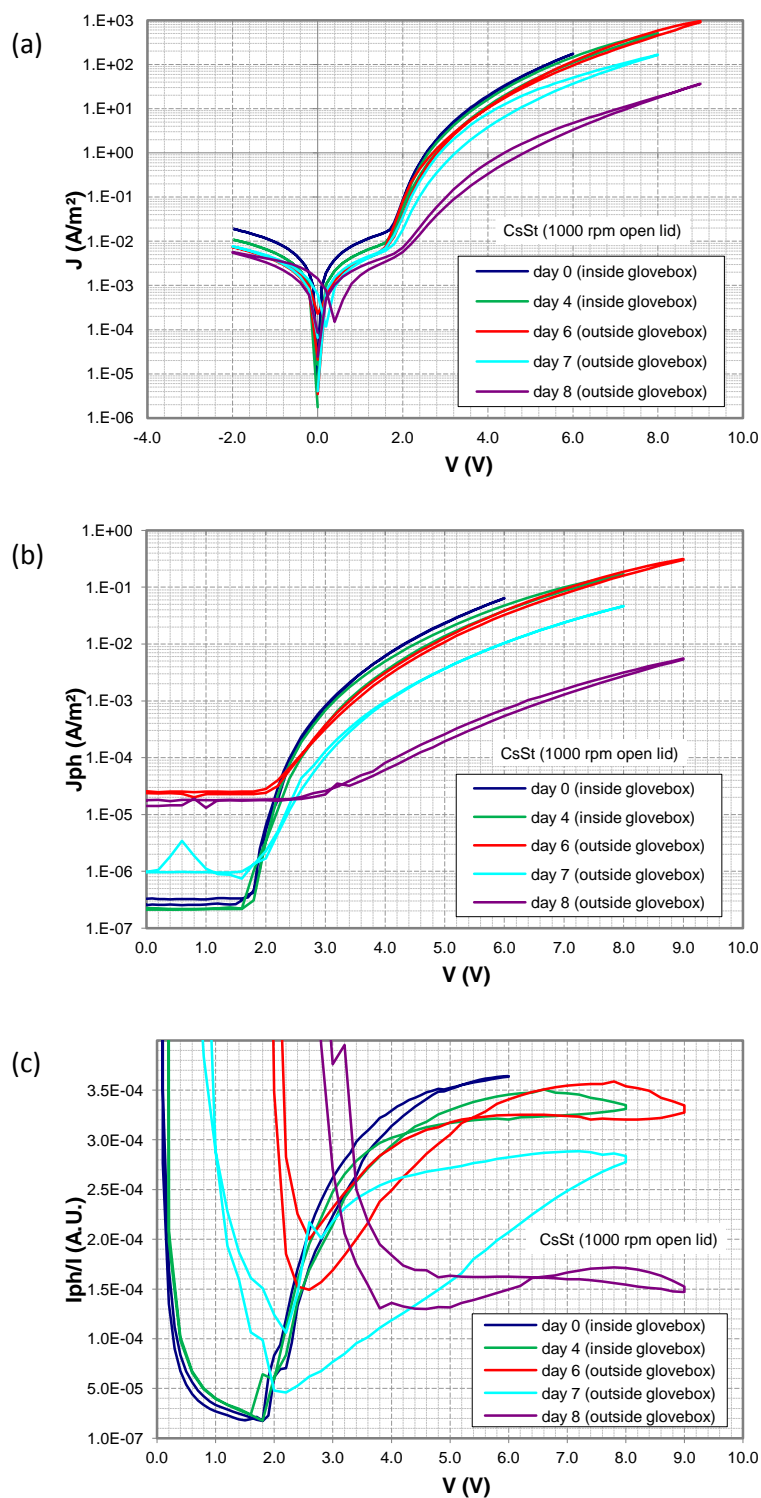 (a)
1.E+03
1.E+02
1.E+01
1.E+00
1.E-01
1.E-02
1.E-03
1.E-04
1.E-05
1.E-06
J (A/m²)
CsSt (1000 rpm open lid)
day 0 (inside glovebox)
day 4 (inside glovebox)
day 6 (outside glovebox)
day 7 (outside glovebox)
day 8 (outside glovebox)
-4.0 -2.0 0.0 2.0 4.0 6.0 8.0 10.0
V (V)
(b)
1.E+00
1.E-01
1.E-02
1.E-03
1.E-04
1.E-05
1.E-06
1.E-07
Jph (A/m²)
CsSt (1000 rpm open lid)
day 0 (inside glovebox)
day 4 (inside glovebox)
day 6 (outside glovebox)
day 7 (outside glovebox)
day 8 (outside glovebox)
0.0 1.0 2.0 3.0 4.0 5.0 6.0 7.0 8.0 9.0 10.0
V (V)
(c)
3.5E-04
3.0E-04
2.5E-04
2.0E-04
1.5E-04
1.0E-04
5.0E-05
1.0E-07
Iph/I (A.U.)
CsSt (1000 rpm open lid)
day 0 (inside glovebox)
day 4 (inside glovebox)
day 6 (outside glovebox)
day 7 (outside glovebox)
day 8 (outside glovebox)
0.0 1.0 2.0 3.0 4.0 5.0 6.0 7.0 8.0 9.0 10.0
V (V)